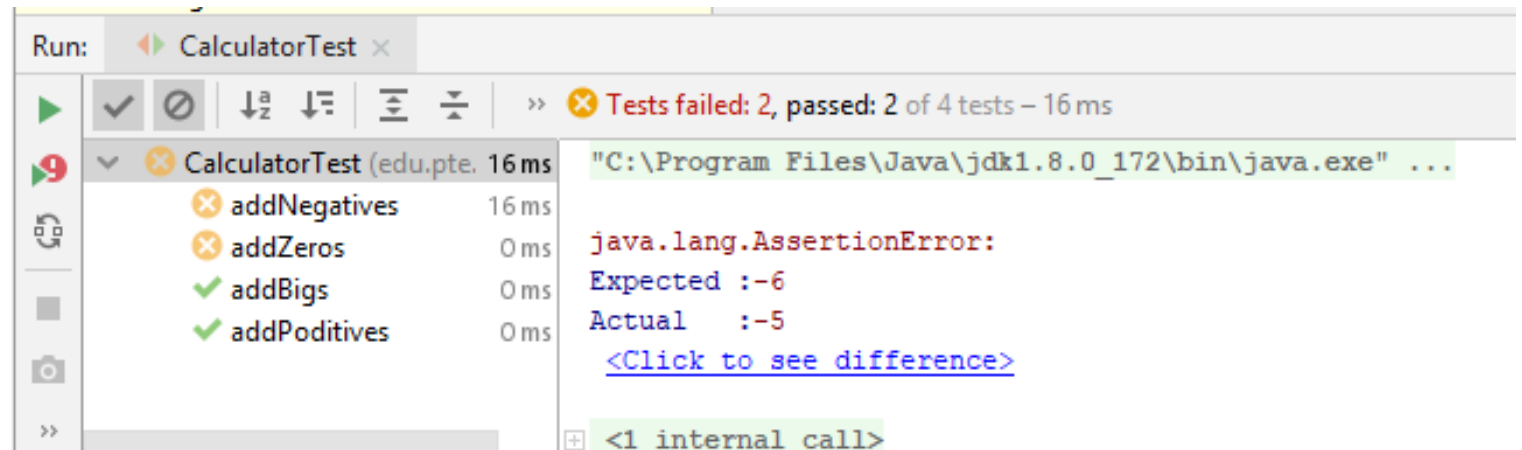 Run: CalculatorTest
Tests failed: 2, passed: 2 of 4 tests – 16 ms
CalculatorTest (edu.pte. 16 ms
addNegatives 16 ms
addZeros 0 ms
addBigs 0 ms
addPoditives 0 ms
"C:\Program Files\Java\jdk1.8.0_172\bin\java.exe" ...
java.lang.AssertionError:
Expected :-6
Actual :-5
<Click to see difference>
<1 internal call>